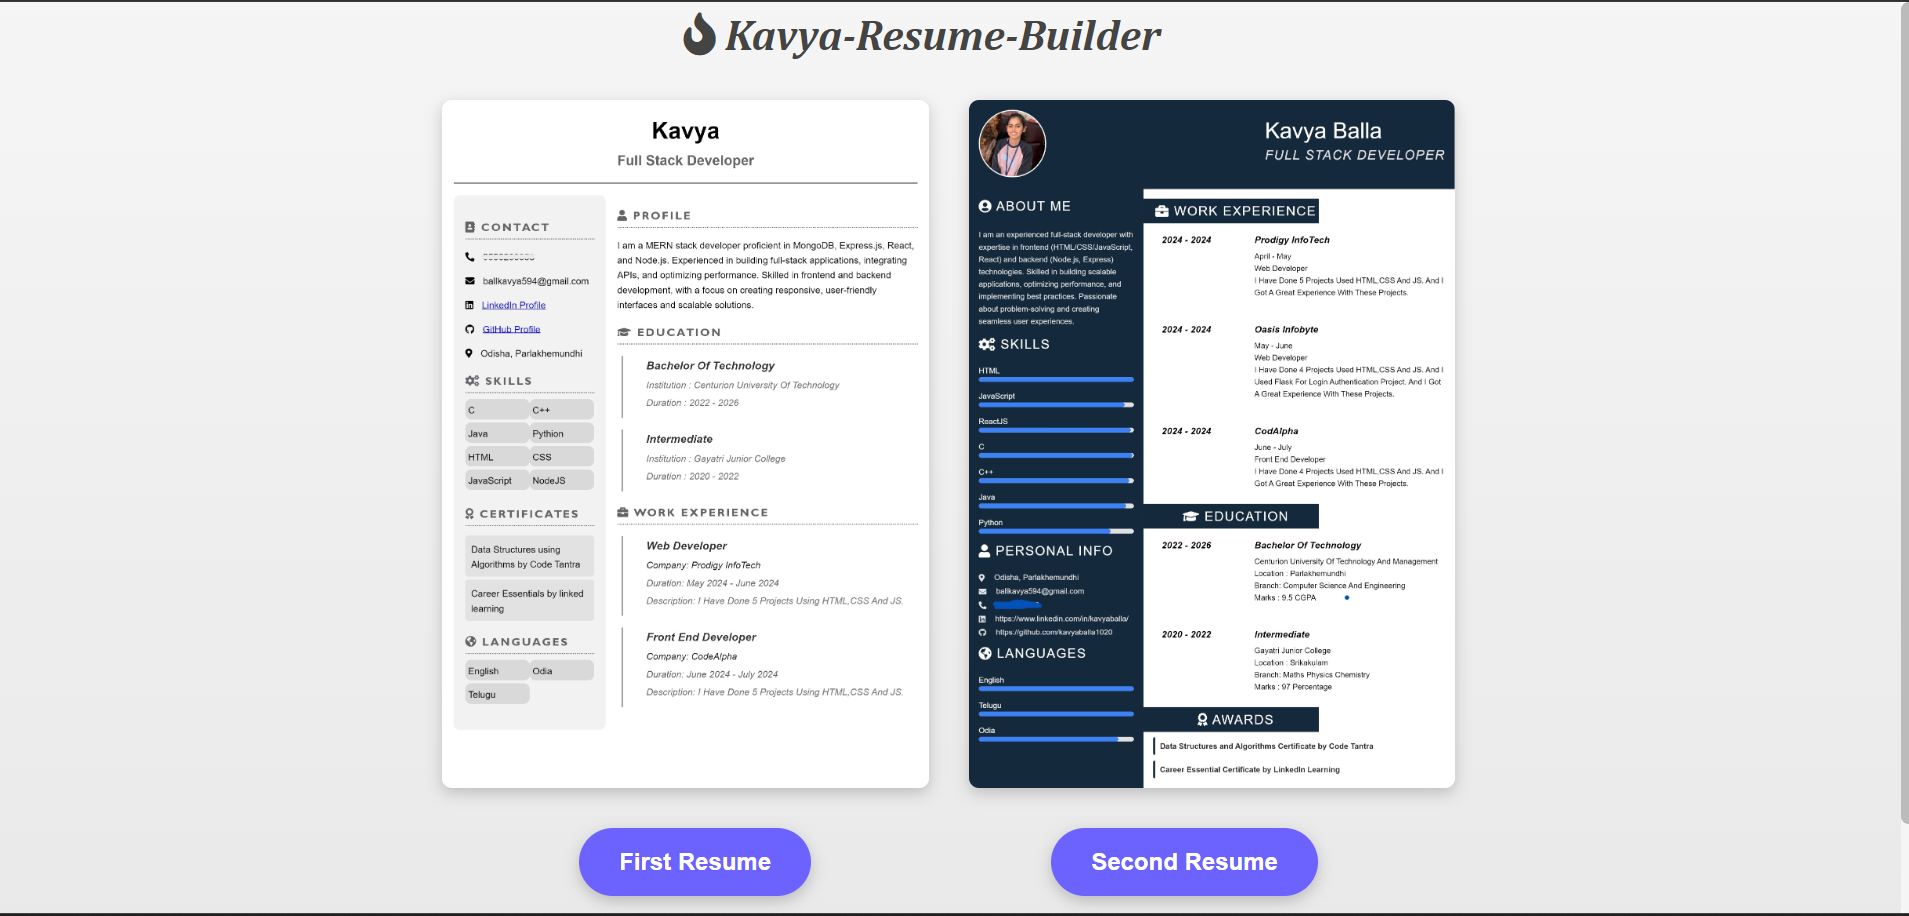 Kavya-Resume-Builder
Kavya
Full Stack Developer
CONTACT
ballkavya594@gmail.com
LinkedIn Profile
GitHub Profile
Odisha, Parlakhemundhi
SKILLS
C C++
Java Pythion
HTML CSS
JavaScript NodeJS
CERTIFICATES
Data Structures using
Algorithms by Code Tantra
Career Essentials by linked
learning
LANGUAGES
English Odia
Telugu
PROFILE
I am a MERN stack developer proficient in MongoDB, Express.js, React,
and Node.js. Experienced in building full-stack applications, integrating
APIs, and optimizing performance. Skilled in frontend and backend
development, with a focus on creating responsive, user-friendly
interfaces and scalable solutions.
EDUCATION
Bachelor Of Technology
Institution : Centurion University Of Technology
Duration : 2022 - 2026
Intermediate
Institution : Gayatri Junior College
Duration : 2020 - 2022
WORK EXPERIENCE
Web Developer
Company: Prodigy InfoTech
Duration: May 2024 - June 2024
Description: I Have Done 5 Projects Using HTML,CSS And JS.
Front End Developer
Company: CodeAlpha
Duration: June 2024 - July 2024
Description: I Have Done 5 Projects Using HTML,CSS And JS.
Kavya Balla
FULL STACK DEVELOPER
ABOUT ME
I am an experienced full-stack developer with
expertise in frontend (HTML/CSS/JavaScript,
React) and backend (Node.js, Express)
technologies. Skilled in building scalable
applications, optimizing performance, and
implementing best practices. Passionate
about problem-solving and creating
seamless user experiences.
SKILLS
HTML
JavaScript
ReactJS
C
C++
Java
Python
PERSONAL INFO
Odisha, Parlakhemundhi
ballkavya594@gmail.com
https://www.linkedin.com/in/kavyaballa/
https://github.com/kavyaballa1020
LANGUAGES
English
Telugu
Odia
WORK EXPERIENCE
2024 - 2024 Prodigy InfoTech
April - May
Web Developer
I Have Done 5 Projects Used HTML,CSS And JS. And I
Got A Great Experience With These Projects.
2024 - 2024 Oasis Infobyte
May - June
Web Developer
I Have Done 4 Projects Used HTML,CSS And JS. And I
Used Flask For Login Authentication Project. And I Got
A Great Experience With These Projects.
2024 - 2024 CodAlpha
June - July
Front End Developer
I Have Done 4 Projects Used HTML,CSS And JS. And I
Got A Great Experience With These Projects.
EDUCATION
2022 - 2026 Bachelor Of Technology
Centurion University Of Technology And Management
Location : Parlakhemundhi
Branch: Computer Science And Engineering
Marks : 9.5 CGPA
2020 - 2022 Intermediate
Gayatri Junior College
Location : Srikakulam
Branch: Maths Physics Chemistry
Marks : 97 Percentage
AWARDS
Data Structures and Algorithms Certificate by Code Tantra
Career Essential Certificate by LinkedIn Learning
First Resume
Second Resume